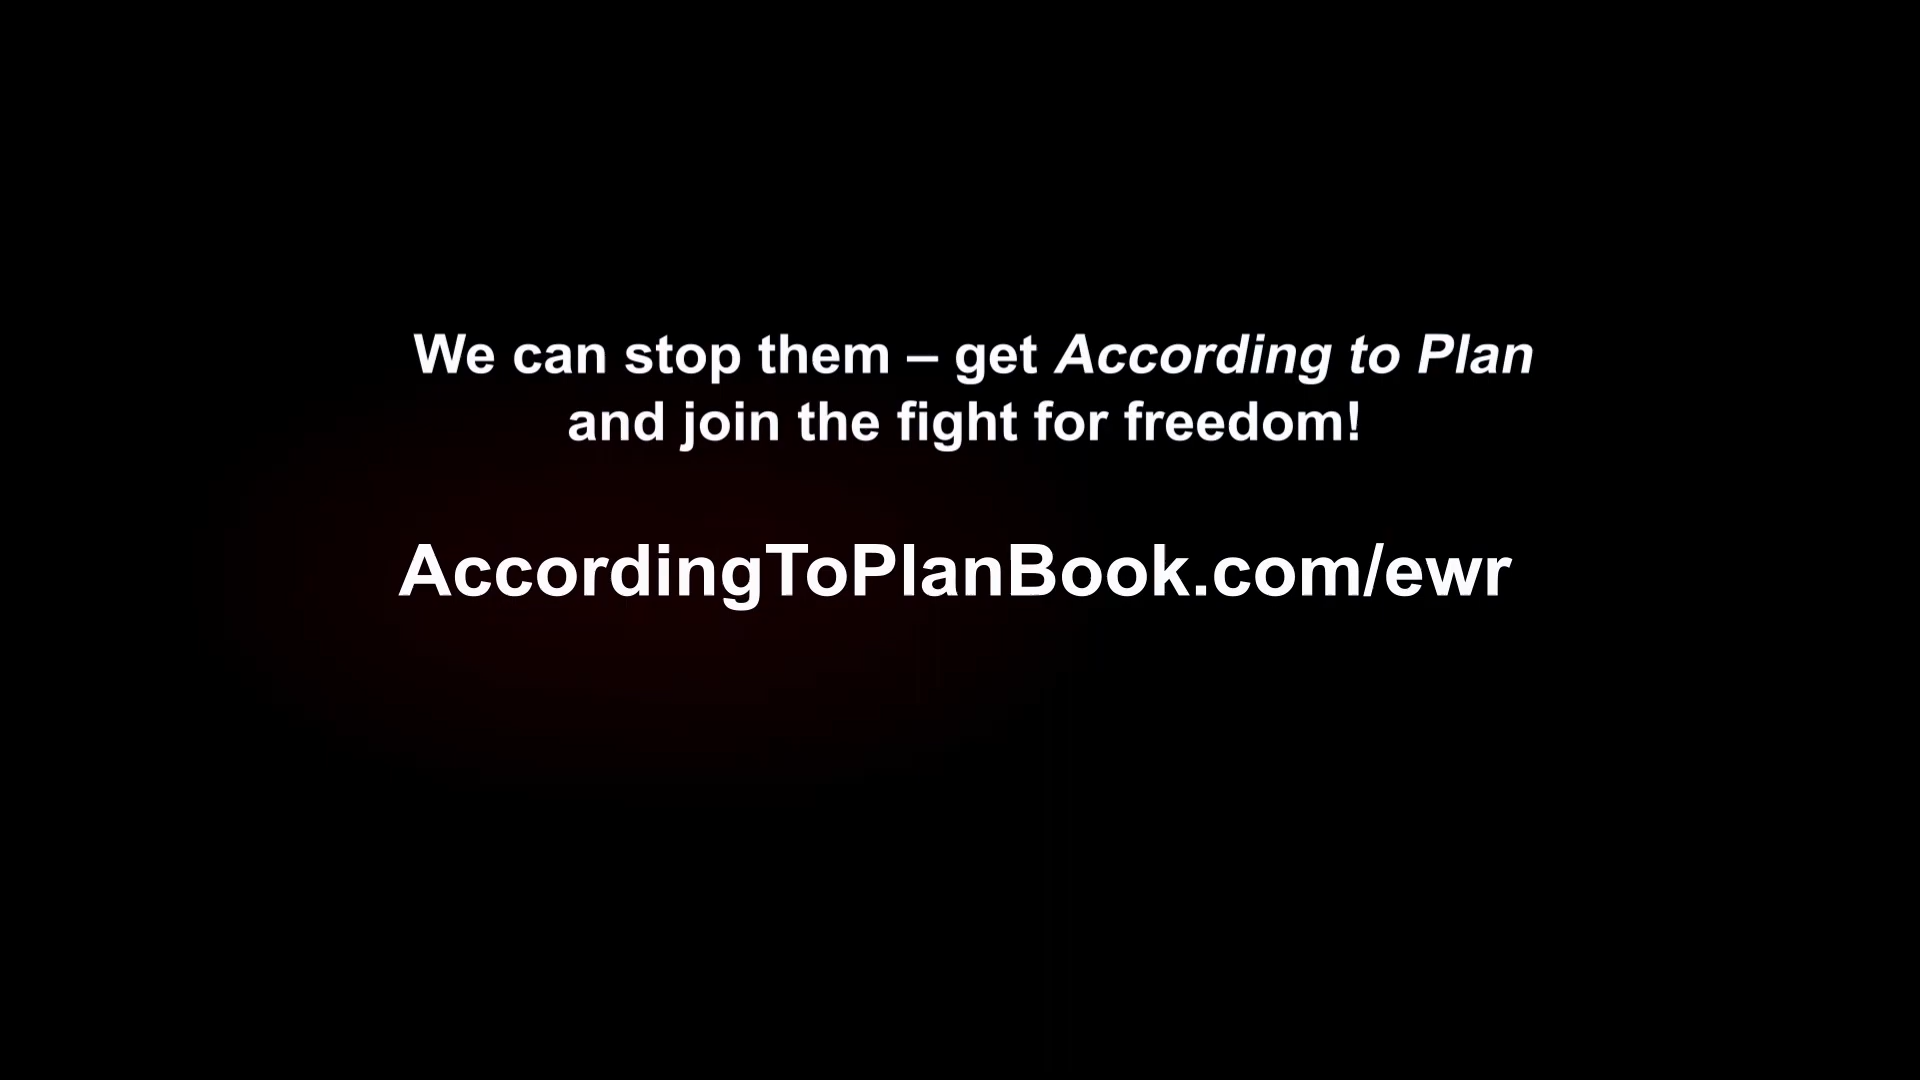 We can stop them – get According to Plan
and join the fight for freedom!
AccordingToPlanBook.com/ewr